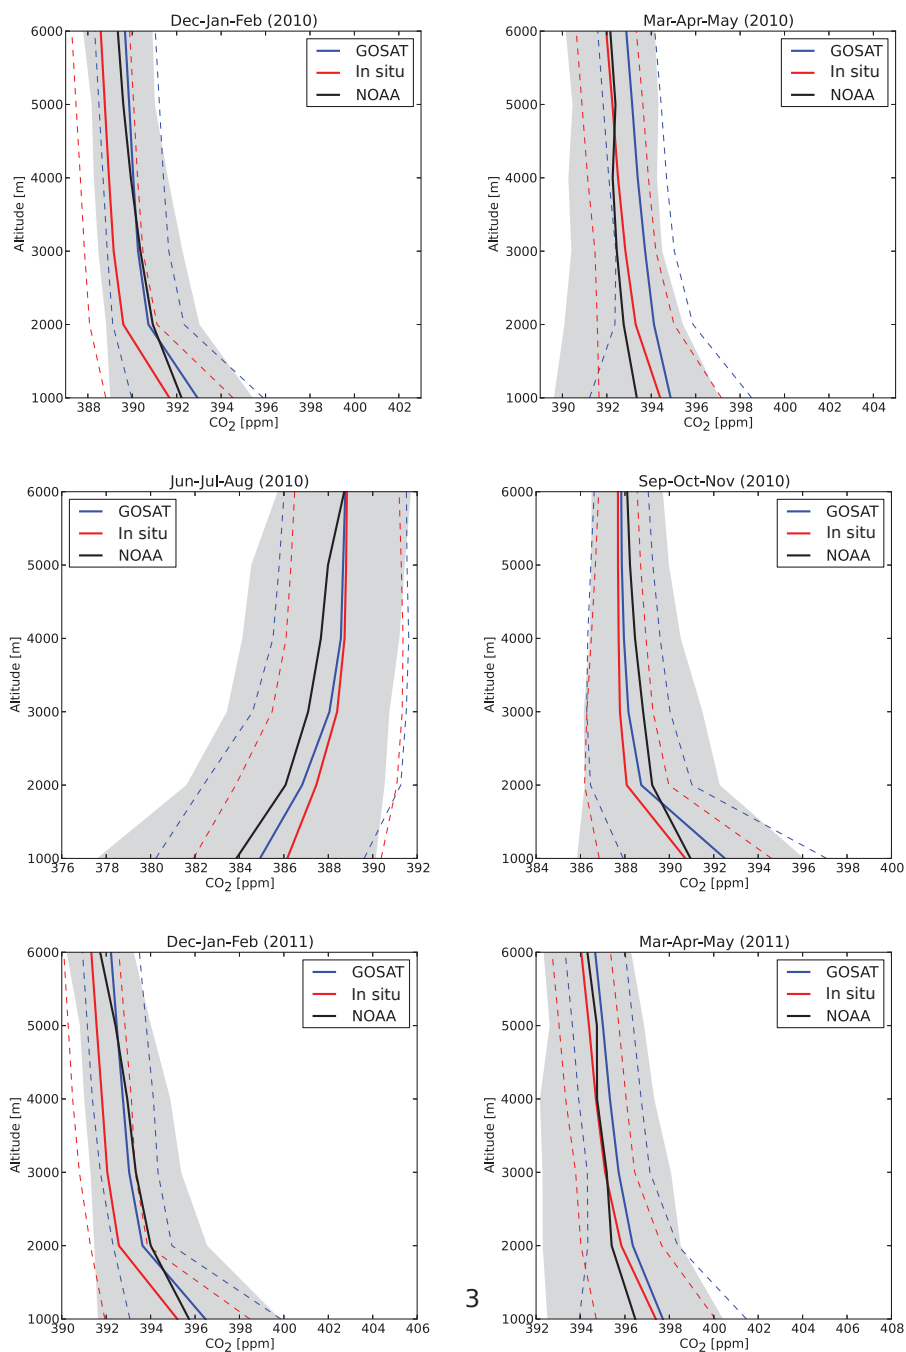 Dec-Jan-Feb (2010)
6000
5000
4000
3000
2000
1000
Altitude [m]
GOSAT
In situ
NOAA
388 390 392 394 396 398 400 402
CO2 [ppm]
Mar-Apr-May (2010)
6000
5000
4000
3000
2000
1000
Altitude [m]
GOSAT
In situ
NOAA
390 392 394 396 398 400 402 404
CO2 [ppm]
Jun-Jul-Aug (2010)
6000
5000
4000
3000
2000
1000
Altitude [m]
GOSAT
In situ
NOAA
376 378 380 382 384 386 388 390 392
CO2 [ppm]
Sep-Oct-Nov (2010)
6000
5000
4000
3000
2000
1000
Altitude [m]
GOSAT
In situ
NOAA
384 386 388 390 392 394 396 398 400
CO2 [ppm]
Dec-Jan-Feb (2011)
6000
5000
4000
3000
2000
1000
Altitude [m]
GOSAT
In situ
NOAA
390 392 394 396 398 400 402 404 406
CO2 [ppm]
Mar-Apr-May (2011)
6000
5000
4000
3000
2000
1000
Altitude [m]
GOSAT
In situ
NOAA
392 394 396 398 400 402 404 406 408
CO2 [ppm]
3